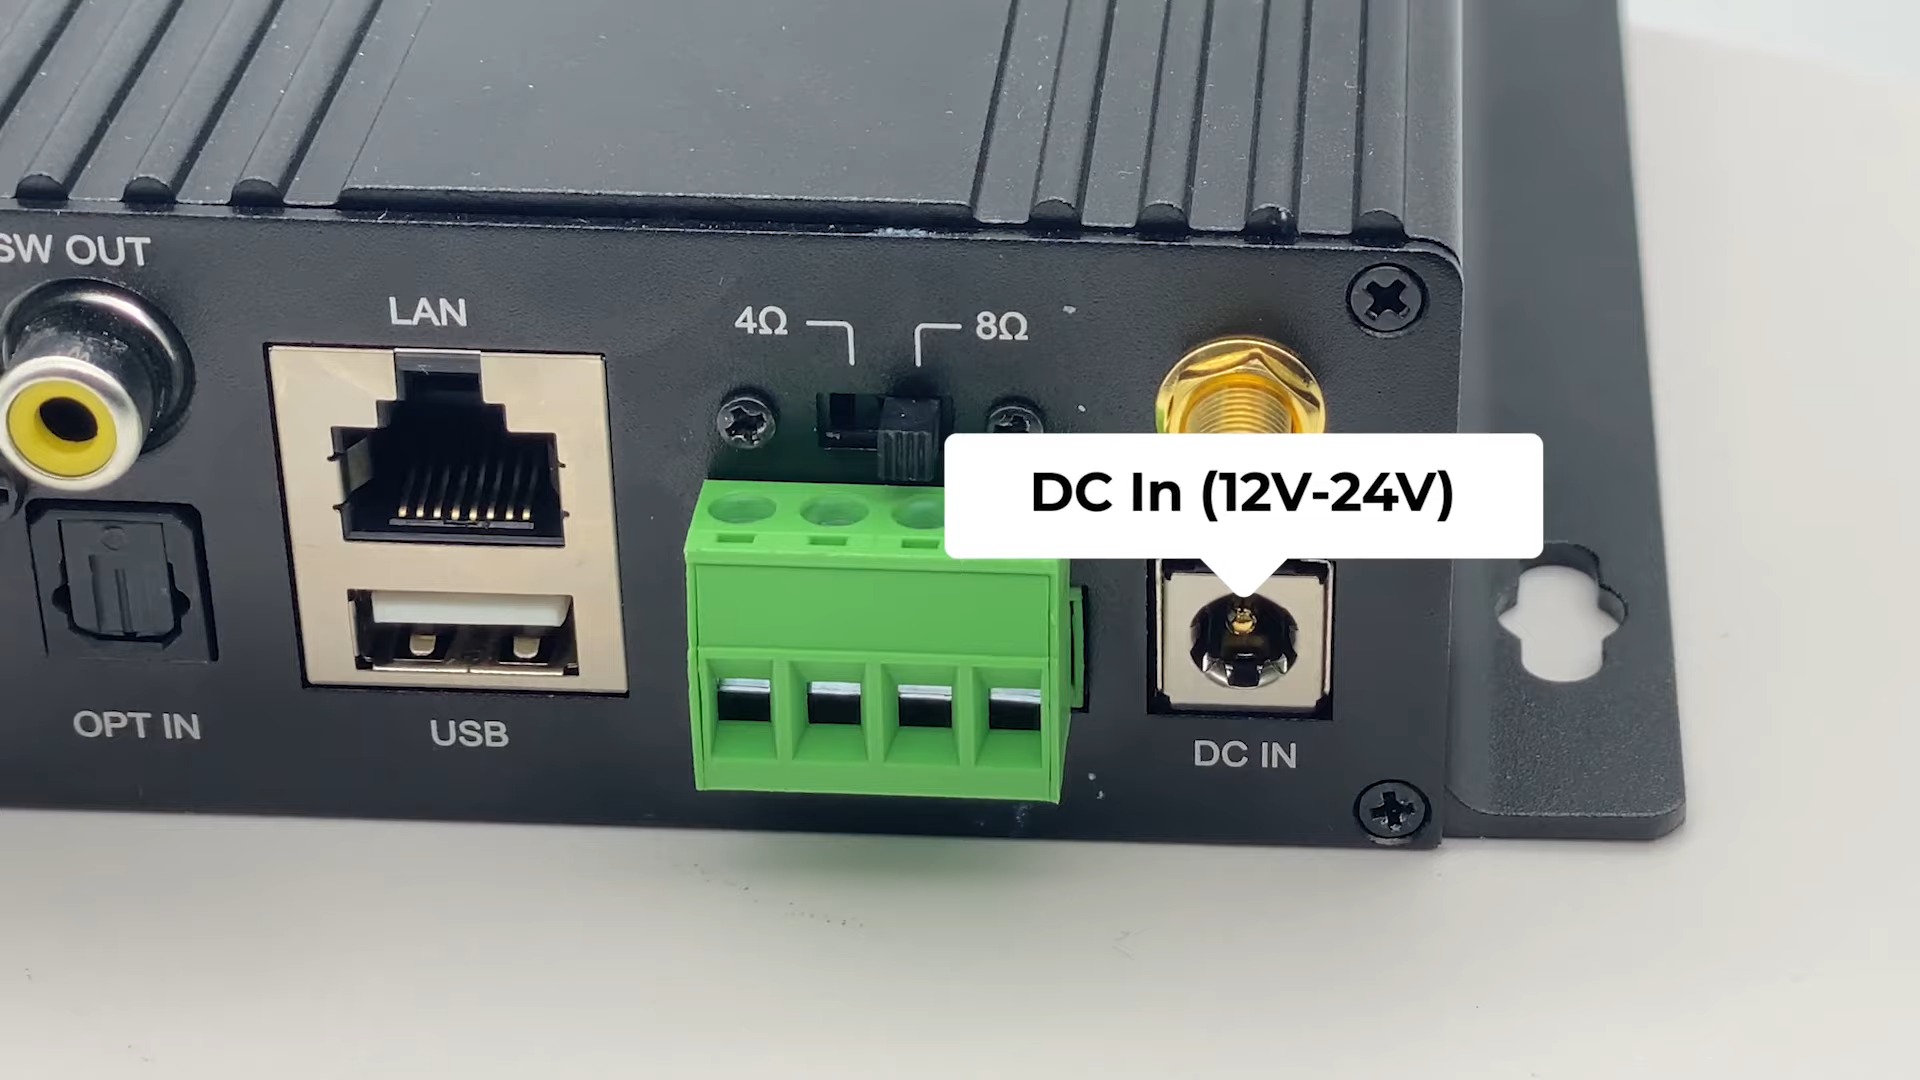 SW OUT
LAN
4Ω
8Ω
DC In (12V-24V)
OPT IN
USB
DC IN